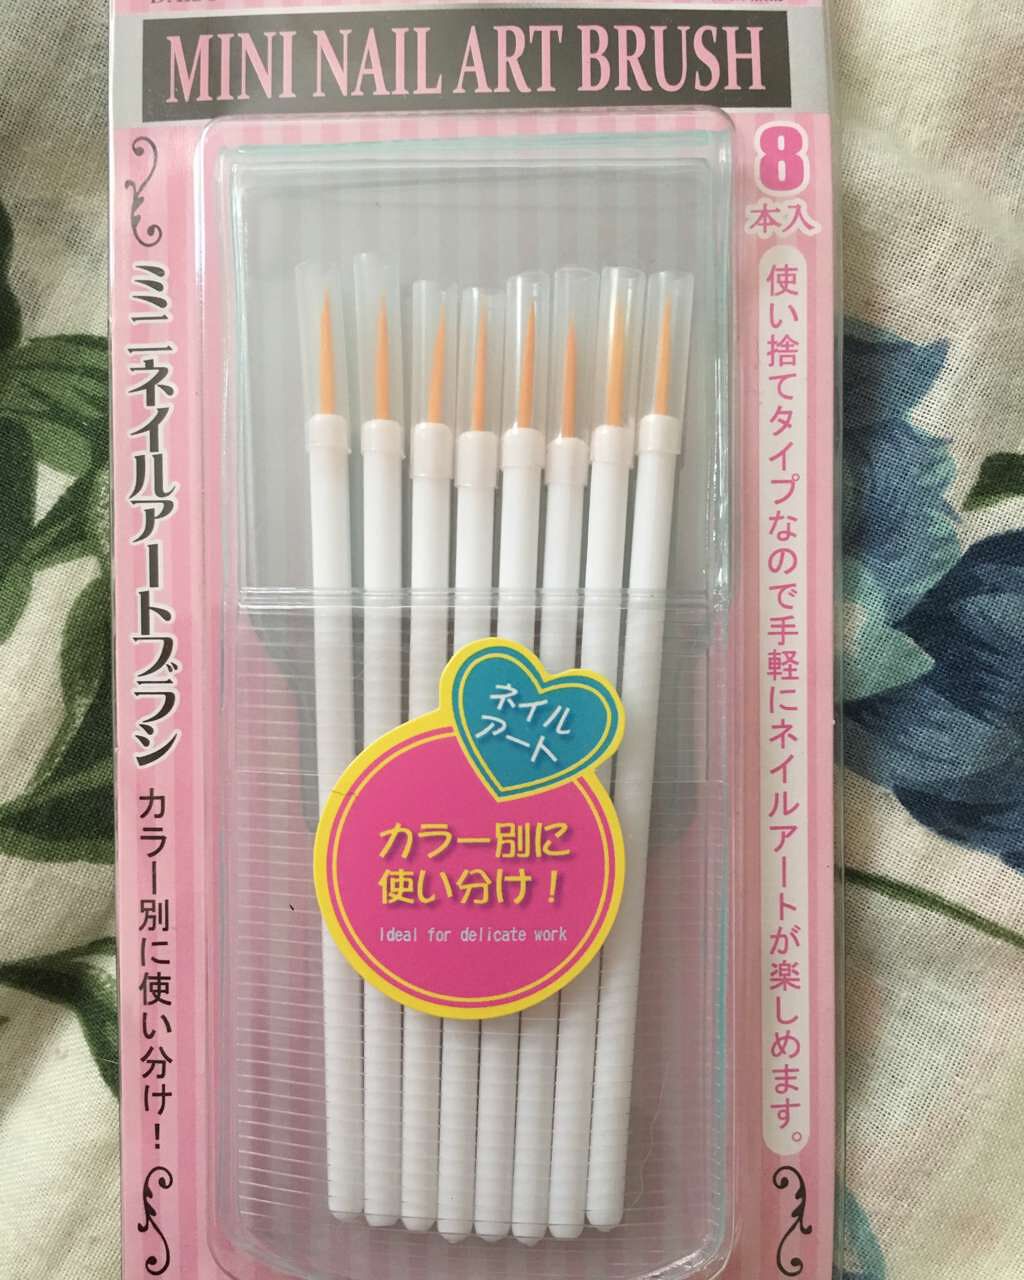 MINI NAIL ART BRUSH
8
本入
ミニネイルアートブラシ
カラー別に使い分け！
使い捨てタイプなので手軽にネイルアートが楽しめます。
ネイル
アート
カラー別に
使い分け！
Ideal for delicate work